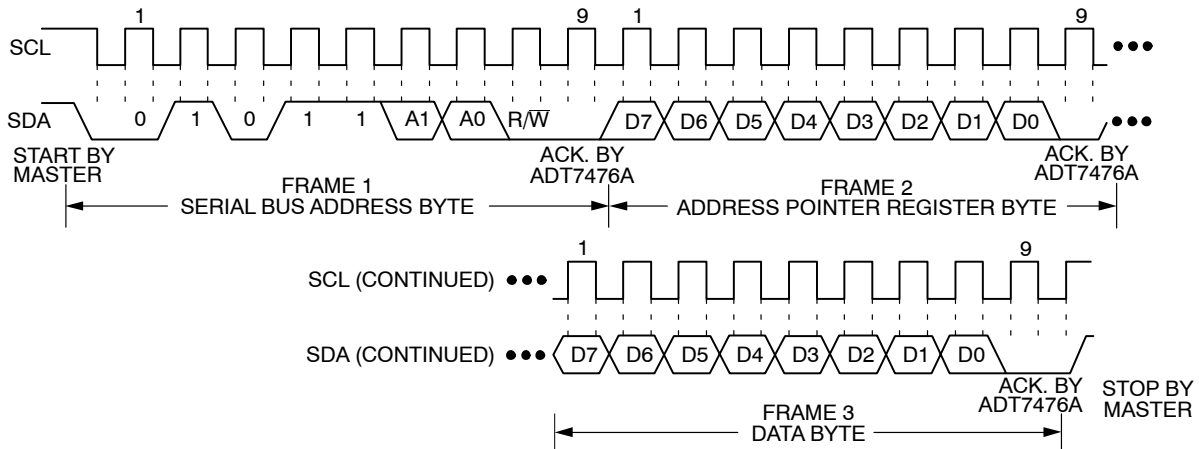 1 9 1 9
SCL
SDA 0 1 0 1 1 A1 A0 R/W̅ D7 D6 D5 D4 D3 D2 D1 D0
START BY MASTER
ACK. BY ADT7476A
ACK. BY ADT7476A
FRAME 1
SERIAL BUS ADDRESS BYTE
FRAME 2
ADDRESS POINTER REGISTER BYTE
1 9
SCL (CONTINUED)
SDA (CONTINUED) D7 D6 D5 D4 D3 D2 D1 D0
ACK. BY ADT7476A
STOP BY MASTER
FRAME 3
DATA BYTE